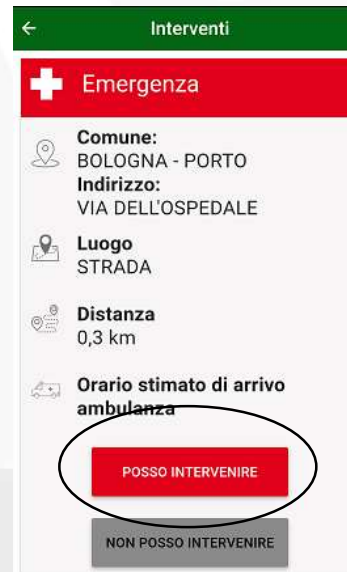 Interventi
Emergenza
Comune:
BOLOGNA - PORTO
Indirizzo:
VIA DELL'OSPEDALE
Luogo
STRADA
Distanza
0,3 km
Orario stimato di arrivo
ambulanza
POSSO INTERVENIRE
NON POSSO INTERVENIRE